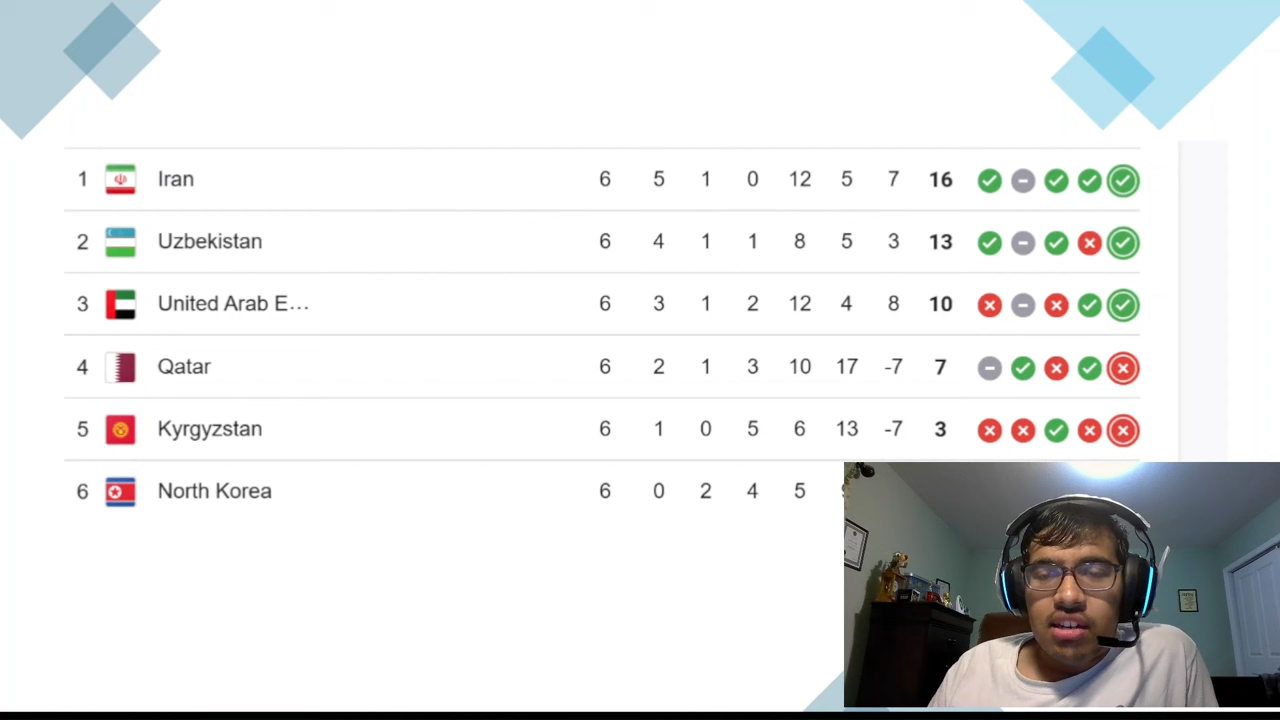 1 Iran 6 5 1 0 12 5 7 16
2 Uzbekistan 6 4 1 1 8 5 3 13
3 United Arab E... 6 3 1 2 12 4 8 10
4 Qatar 6 2 1 3 10 17 -7 7
5 Kyrgyzstan 6 1 0 5 6 13 -7 3
6 North Korea 6 0 2 4 5